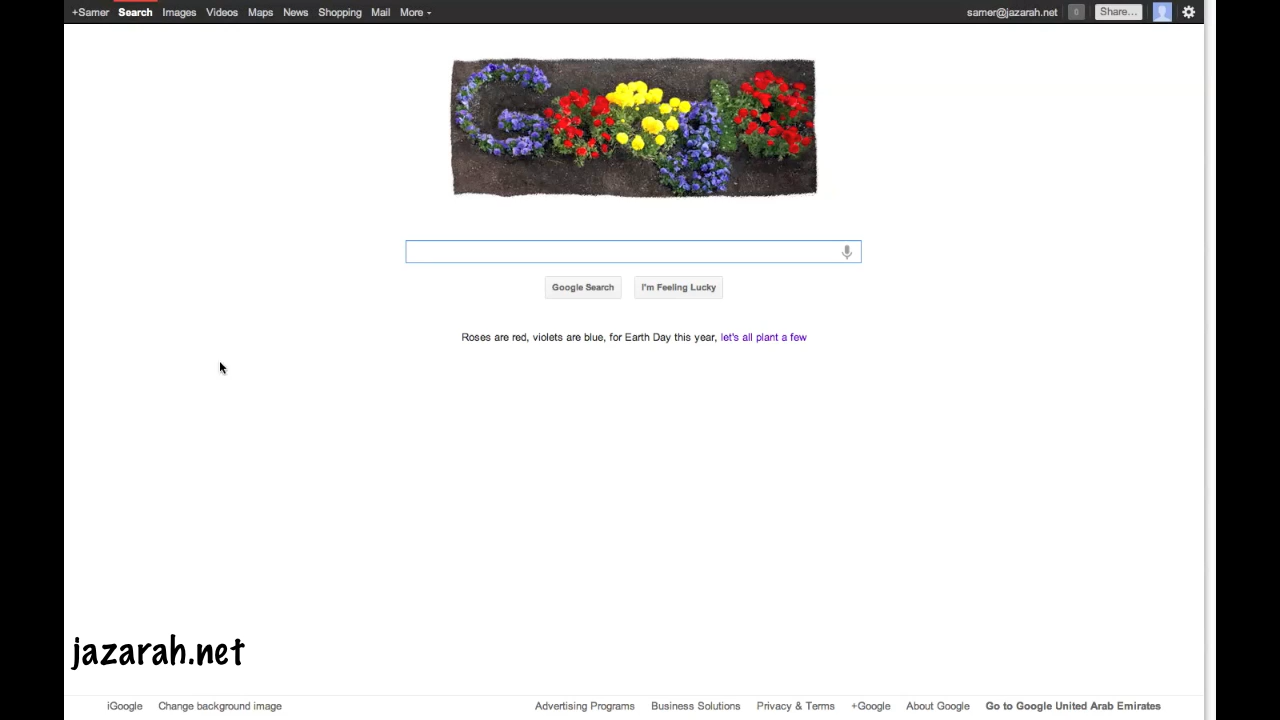 +Samer Search Images Videos Maps News Shopping Mail More samer@jazarah.net 0 Share...
Google
Google Search I'm Feeling Lucky
Roses are red, violets are blue, for Earth Day this year, let's all plant a few
jazarah.net
iGoogle Change background image Advertising Programs Business Solutions Privacy & Terms +Google About Google Go to Google United Arab Emirates